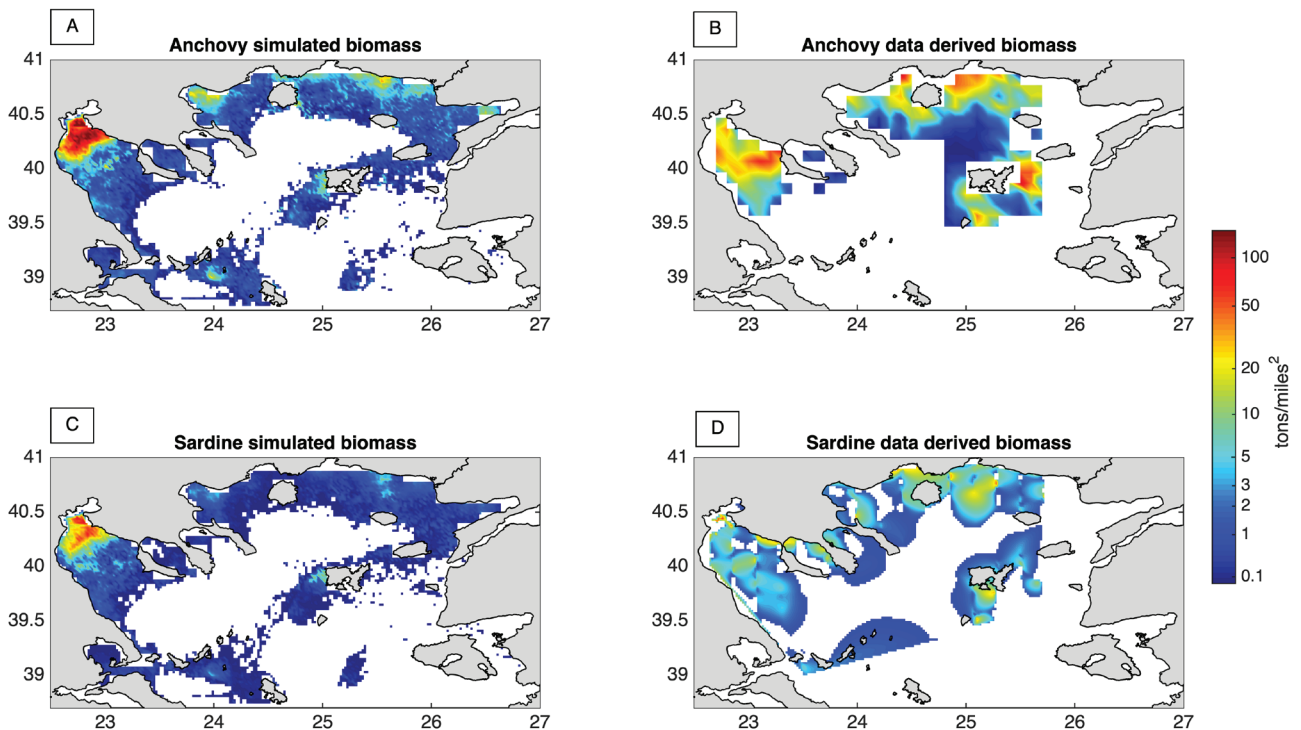 A
Anchovy simulated biomass
41
40.5
40
39.5
39
23 24 25 26 27
B
Anchovy data derived biomass
41
40.5
40
39.5
39
23 24 25 26 27
C
Sardine simulated biomass
41
40.5
40
39.5
39
23 24 25 26 27
D
Sardine data derived biomass
41
40.5
40
39.5
39
23 24 25 26 27
100
50
20
10
5
3
2
1
0.1
tons/miles²